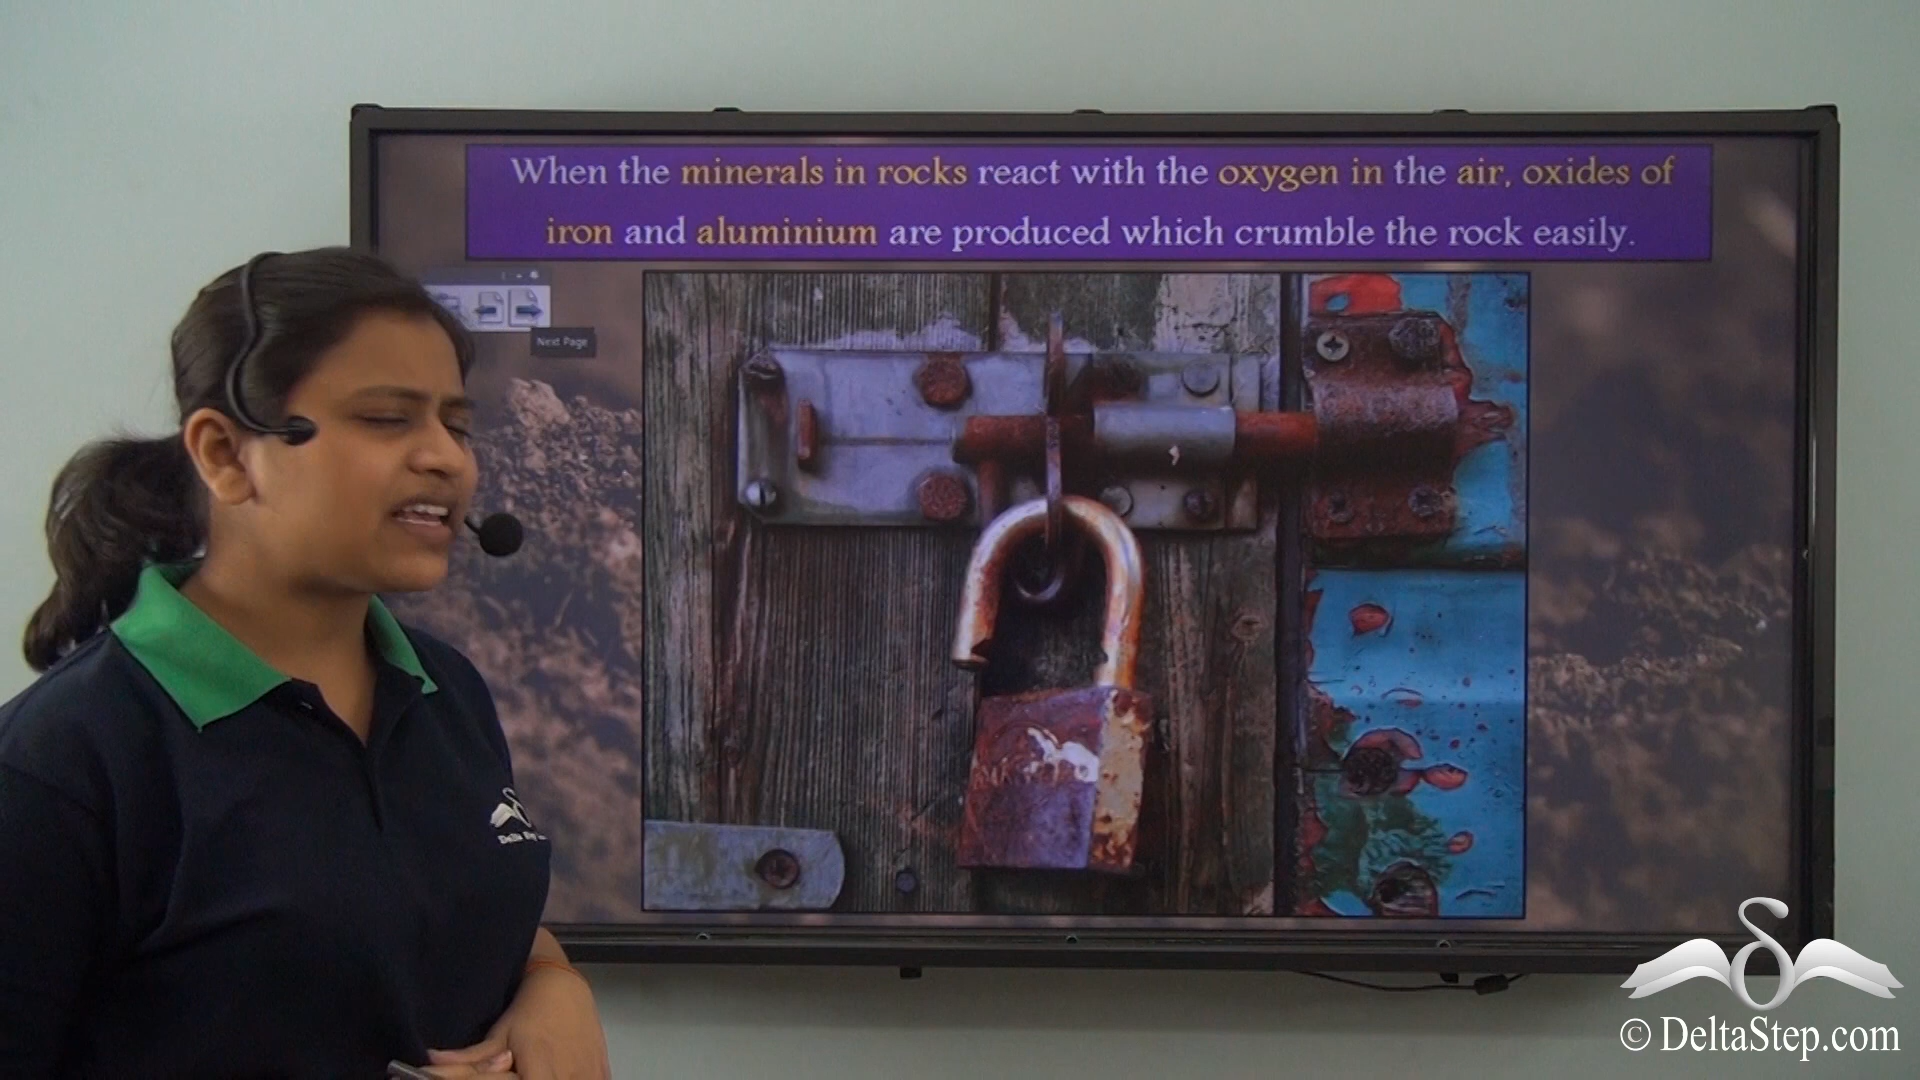 When the minerals in rocks react with the oxygen in the air, oxides of
iron and aluminium are produced which crumble the rock easily.
Next Page
© DeltaStep.com